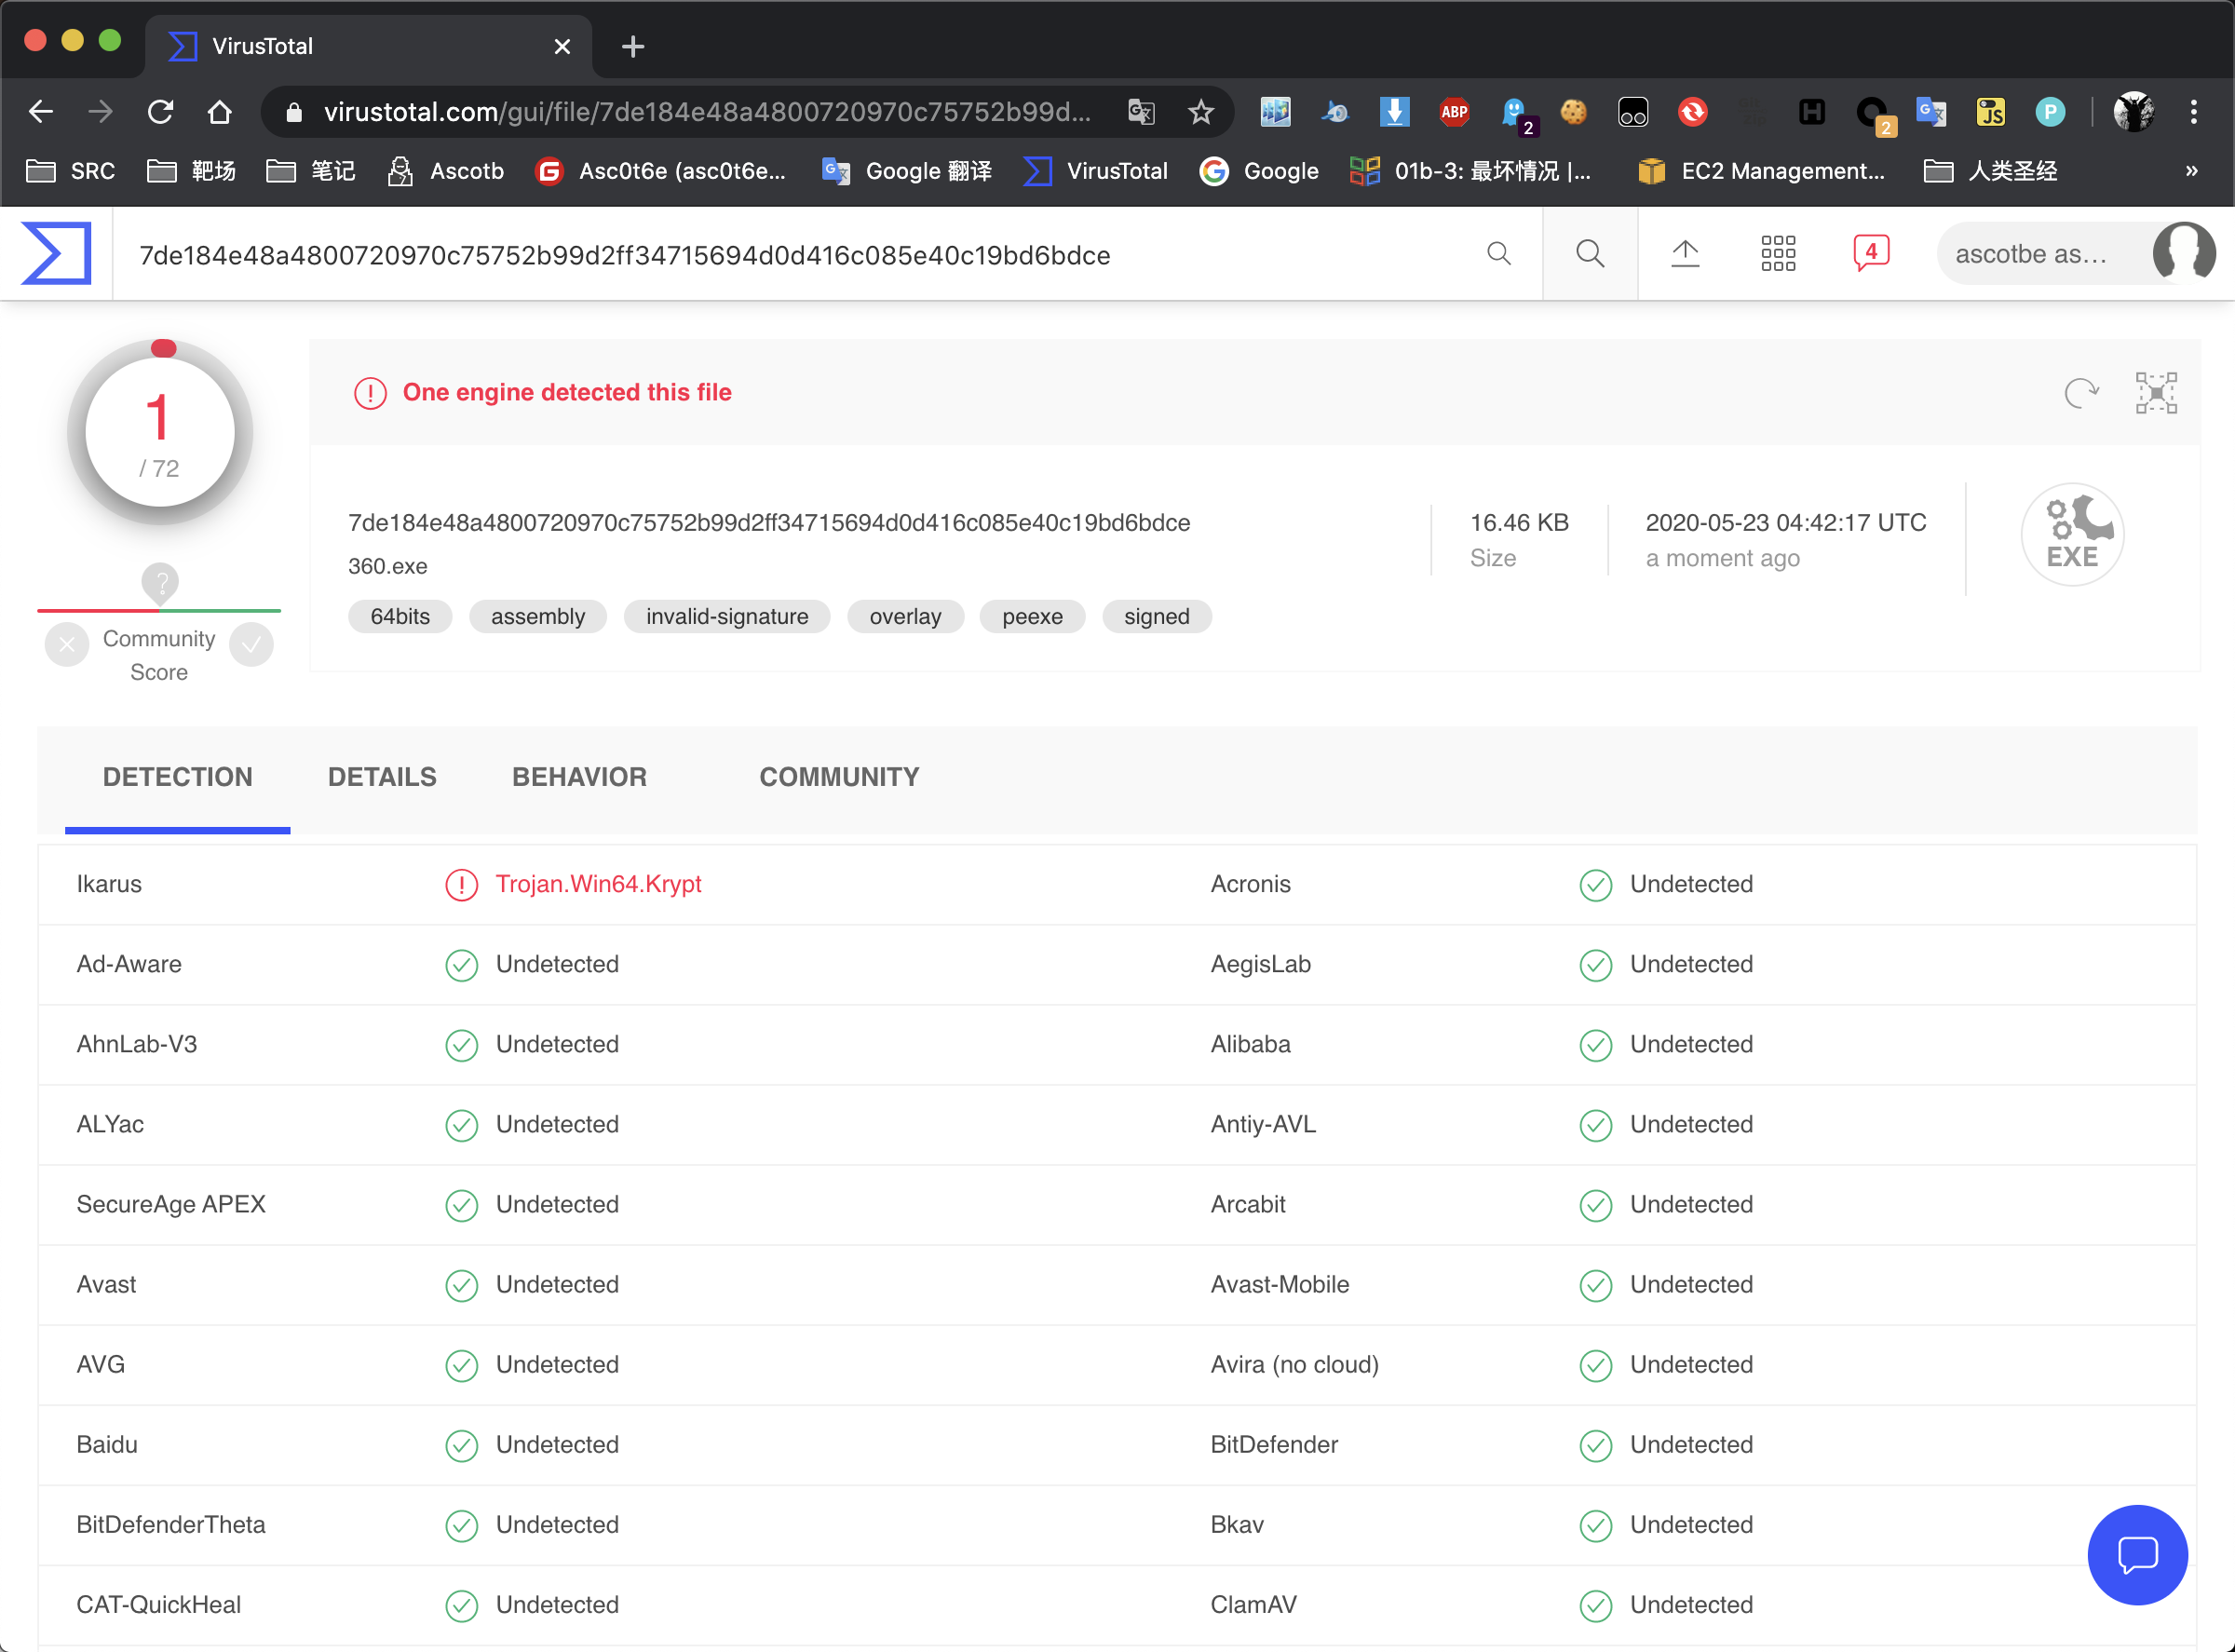 VirusTotal
virustotal.com/gui/file/7de184e48a4800720970c75752b99d...
ABP
2
2
JS
P
SRC
靶场
笔记
Ascotb
Asc0t6e (asc0t6e...
Google 翻译
VirusTotal
Google
01b-3: 最坏情况 |...
EC2 Management...
人类圣经
»
7de184e48a4800720970c75752b99d2ff34715694d0d416c085e40c19bd6bdce
4
ascotbe as...
1
/ 72
One engine detected this file
7de184e48a4800720970c75752b99d2ff34715694d0d416c085e40c19bd6bdce
360.exe
64bits assembly invalid-signature overlay peexe signed
16.46 KB
Size
2020-05-23 04:42:17 UTC
a moment ago
EXE
?
Community
Score
DETECTION DETAILS BEHAVIOR COMMUNITY
Ikarus Trojan.Win64.Krypt Acronis Undetected
Ad-Aware Undetected AegisLab Undetected
AhnLab-V3 Undetected Alibaba Undetected
ALYac Undetected Antiy-AVL Undetected
SecureAge APEX Undetected Arcabit Undetected
Avast Undetected Avast-Mobile Undetected
AVG Undetected Avira (no cloud) Undetected
Baidu Undetected BitDefender Undetected
BitDefenderTheta Undetected Bkav Undetected
CAT-QuickHeal Undetected ClamAV Undetected